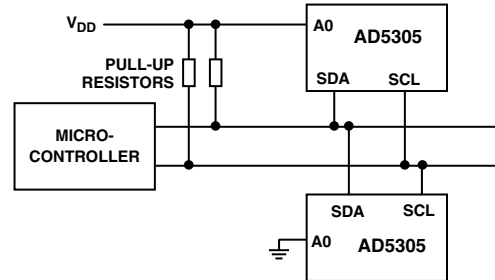 VDD
A0
AD5305
PULL-UP
RESISTORS
SDA
SCL
MICRO-
CONTROLLER
SDA
SCL
A0
AD5305